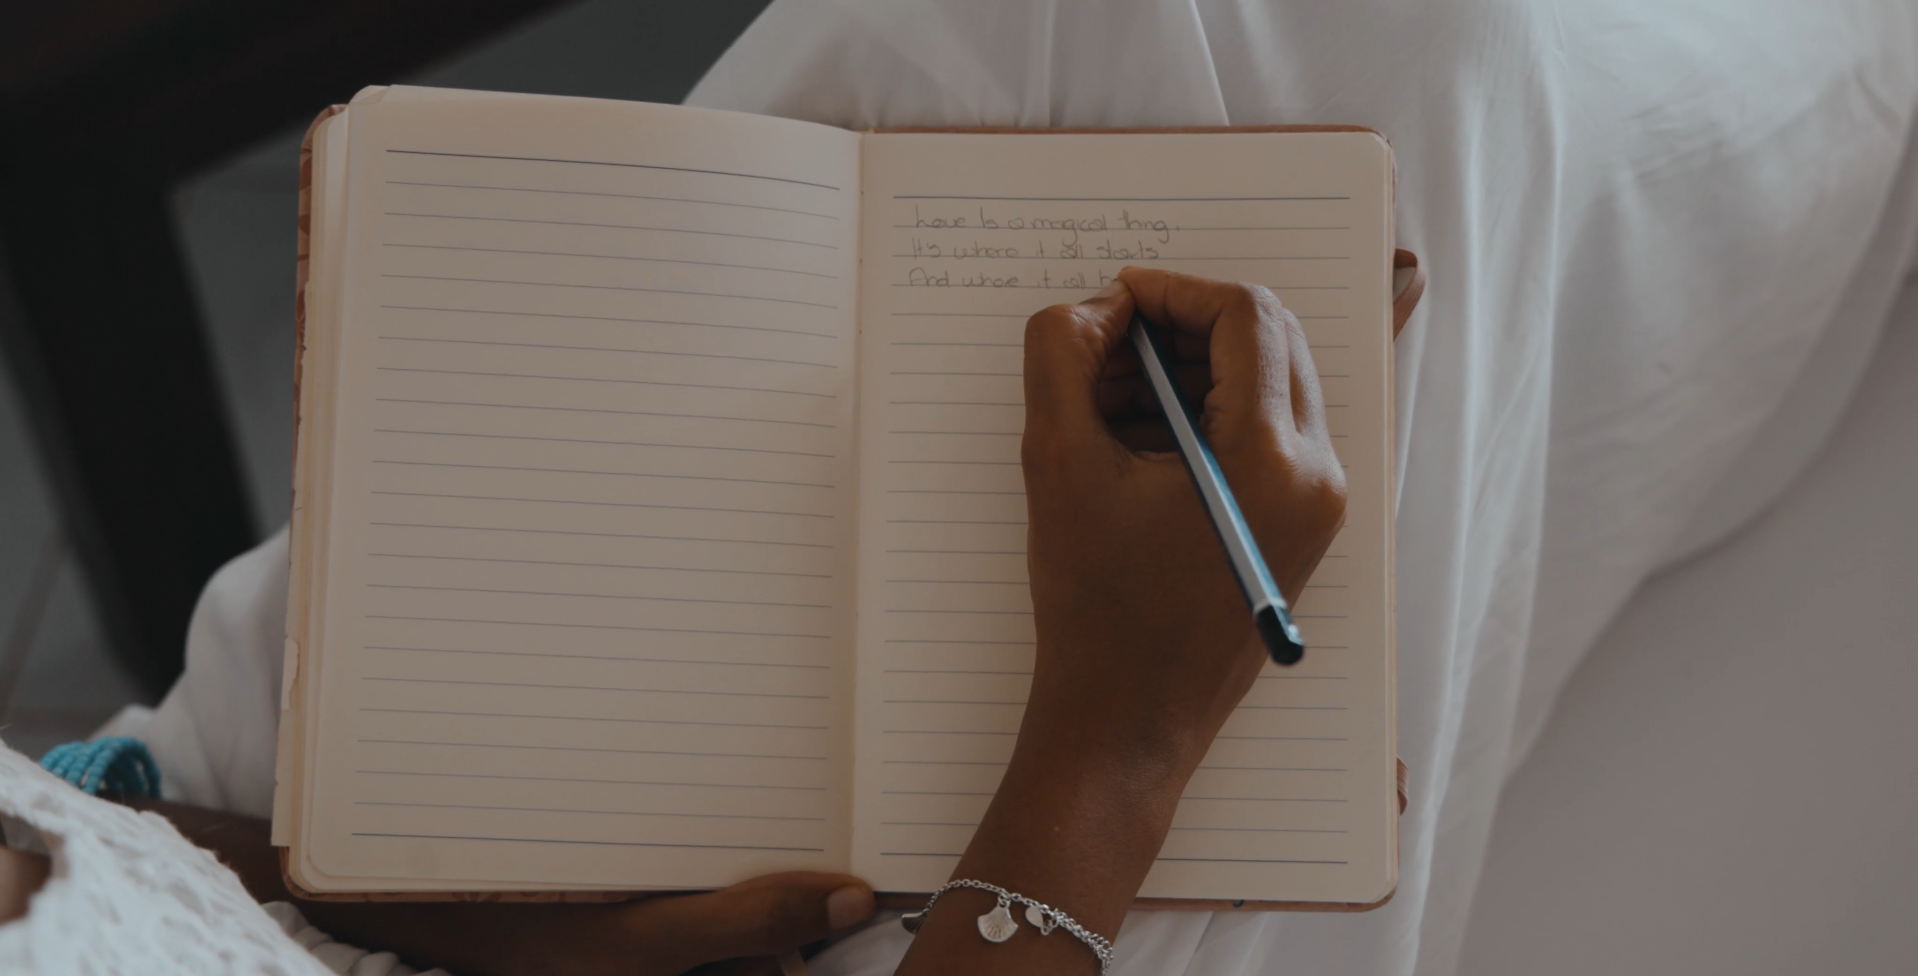 Love Is a magical thing.
It's where it all starts
And where it all